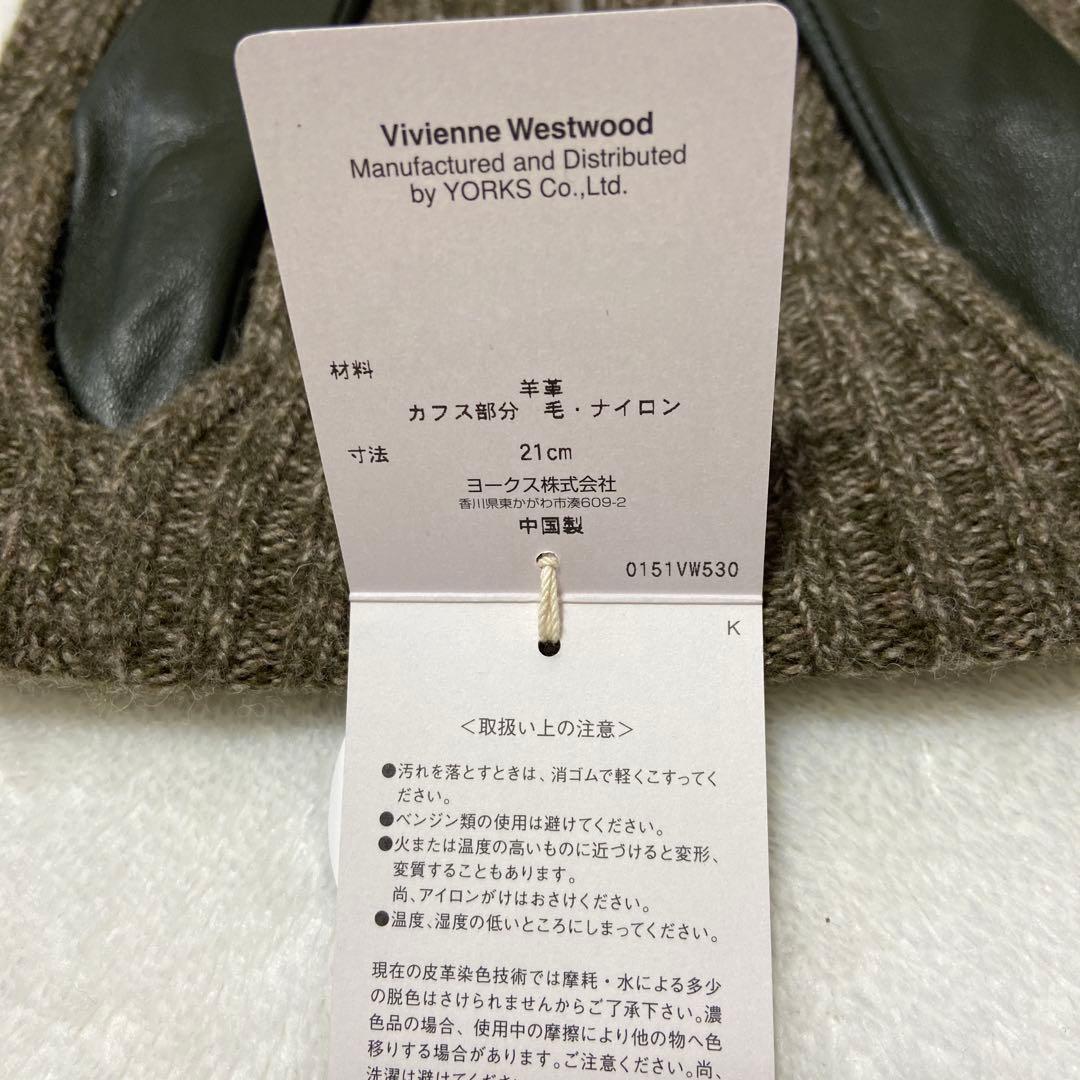 Vivienne Westwood
Manufactured and Distributed
by YORKS Co.,Ltd.
材料
羊革
カフス部分 毛・ナイロン
寸法 21cm
ヨークス株式会社
香川県東かがわ市湊609-2
中国製
0151VW530
K
＜取扱い上の注意＞
●汚れを落とすときは、消ゴムで軽くこすってく
ださい。
●ベンジン類の使用は避けてください。
●火または温度の高いものに近づけると変形、
変質することもあります。
尚、アイロンがけはおさけください。
●温度、湿度の低いところにしまってください。
現在の皮革染色技術では摩耗・水による多少
の脱色はさけられませんからご了承下さい。濃
色品の場合、使用中の摩擦により他の物へ色
移りする場合があります。ご注意ください。尚、
洗濯は避けてくだ